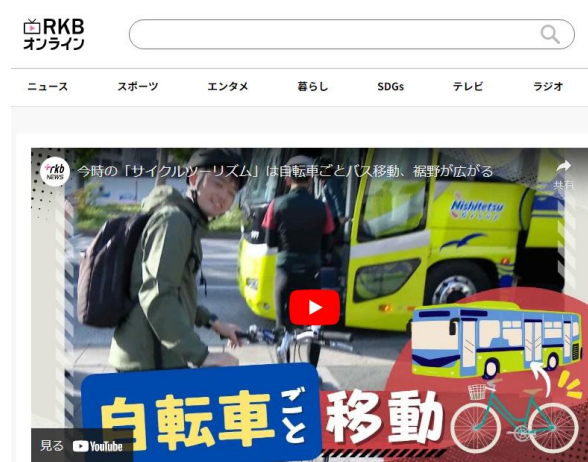 RKB
オンライン
ニュース スポーツ エンタメ 暮らし SDGs テレビ ラジオ
rkb
NEWS
今時の「サイクルツーリズム」は自転車ごとバス移動、裾野が広がる
共有
Nishitetsu
自転車ごと移動
見る YouTube